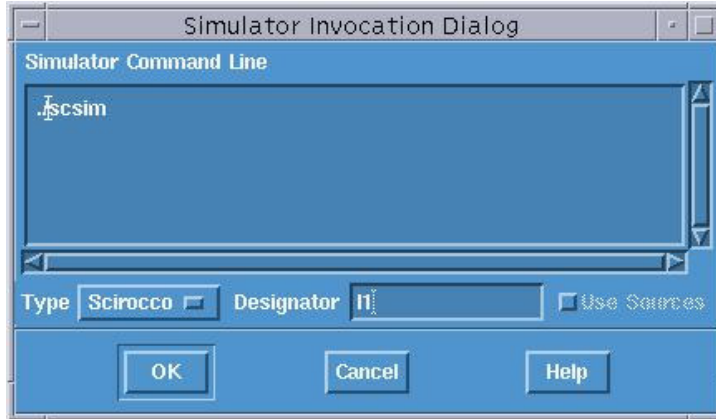 Simulator Invocation Dialog
Simulator Command Line
./scsim
Type Scirocco Designator I1 Use Sources
OK Cancel Help